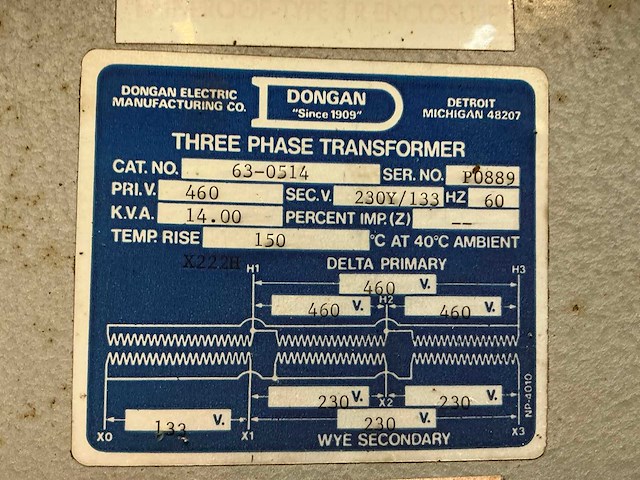 DONGAN ELECTRIC
MANUFACTURING CO.
DONGAN
"Since 1909"
DETROIT
MICHIGAN 48207
THREE PHASE TRANSFORMER
CAT. NO. 63-0514 SER. NO. P0889
PRI. V. 460 SEC. V. 230Y/133 HZ 60
K.V.A. 14.00 PERCENT IMP. (Z) --
TEMP. RISE 150 °C AT 40°C AMBIENT
X222H
H1 DELTA PRIMARY H3
460 V.
460 V. H2 460 V.
230 V. X2 230 V.
133 V. 230 V.
X0 X1 WYE SECONDARY X3
NP-4010